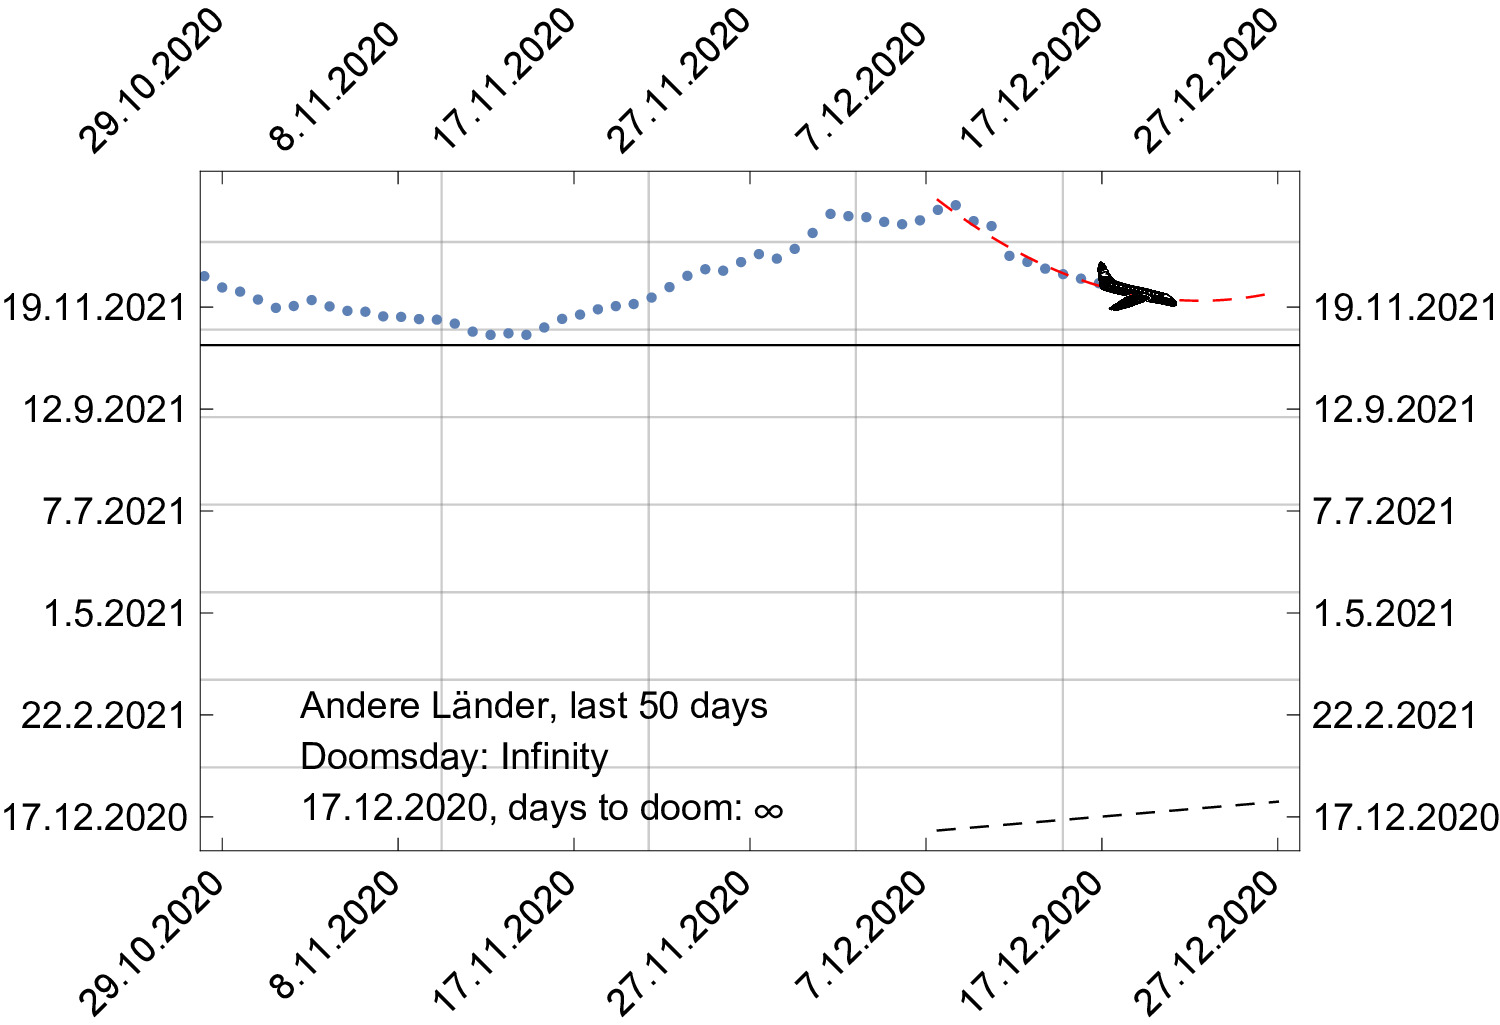 29.10.2020 8.11.2020 17.11.2020 27.11.2020 7.12.2020 17.12.2020 27.12.2020
19.11.2021 19.11.2021
12.9.2021 12.9.2021
7.7.2021 7.7.2021
1.5.2021 1.5.2021
Andere Länder, last 50 days
22.2.2021 22.2.2021
Doomsday: Infinity
17.12.2020, days to doom: ∞
17.12.2020 17.12.2020
29.10.2020 8.11.2020 17.11.2020 27.11.2020 7.12.2020 17.12.2020 27.12.2020